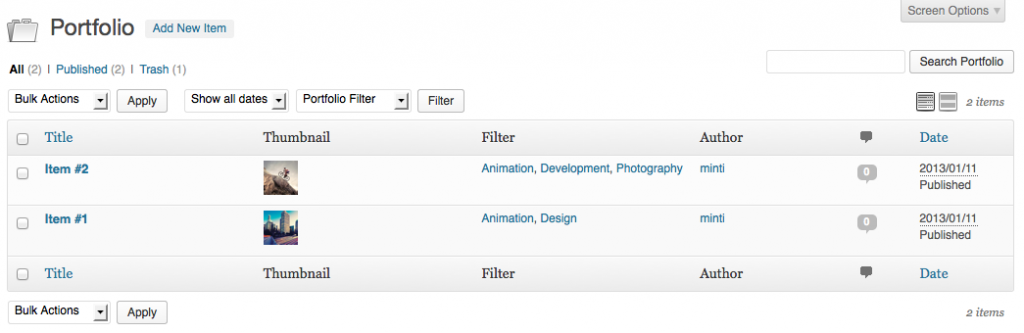 Screen Options
Portfolio Add New Item
All (2) | Published (2) | Trash (1)
Search Portfolio
Bulk Actions Apply Show all dates Portfolio Filter Filter 2 items
Title Thumbnail Filter Author Date
Item #2 Animation, Development, Photography minti 0 2013/01/11
Published
Item #1 Animation, Design minti 0 2013/01/11
Published
Title Thumbnail Filter Author Date
Bulk Actions Apply 2 items